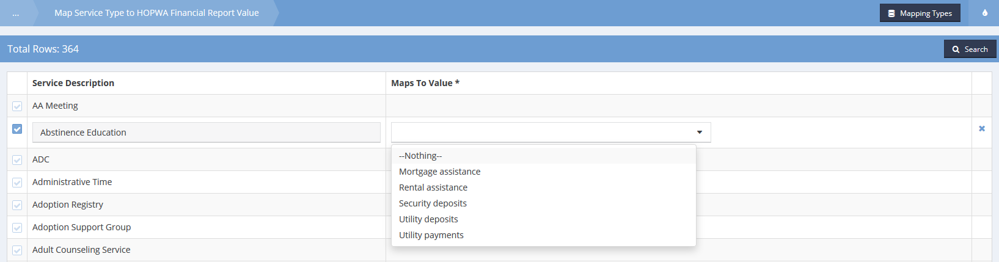 ... Map Service Type to HOPWA Financial Report Value Mapping Types
Total Rows: 364 Search
Service Description Maps To Value *
AA Meeting
Abstinence Education
--Nothing--
ADC
Mortgage assistance
Administrative Time
Rental assistance
Adoption Registry
Security deposits
Utility deposits
Adoption Support Group
Utility payments
Adult Counseling Service